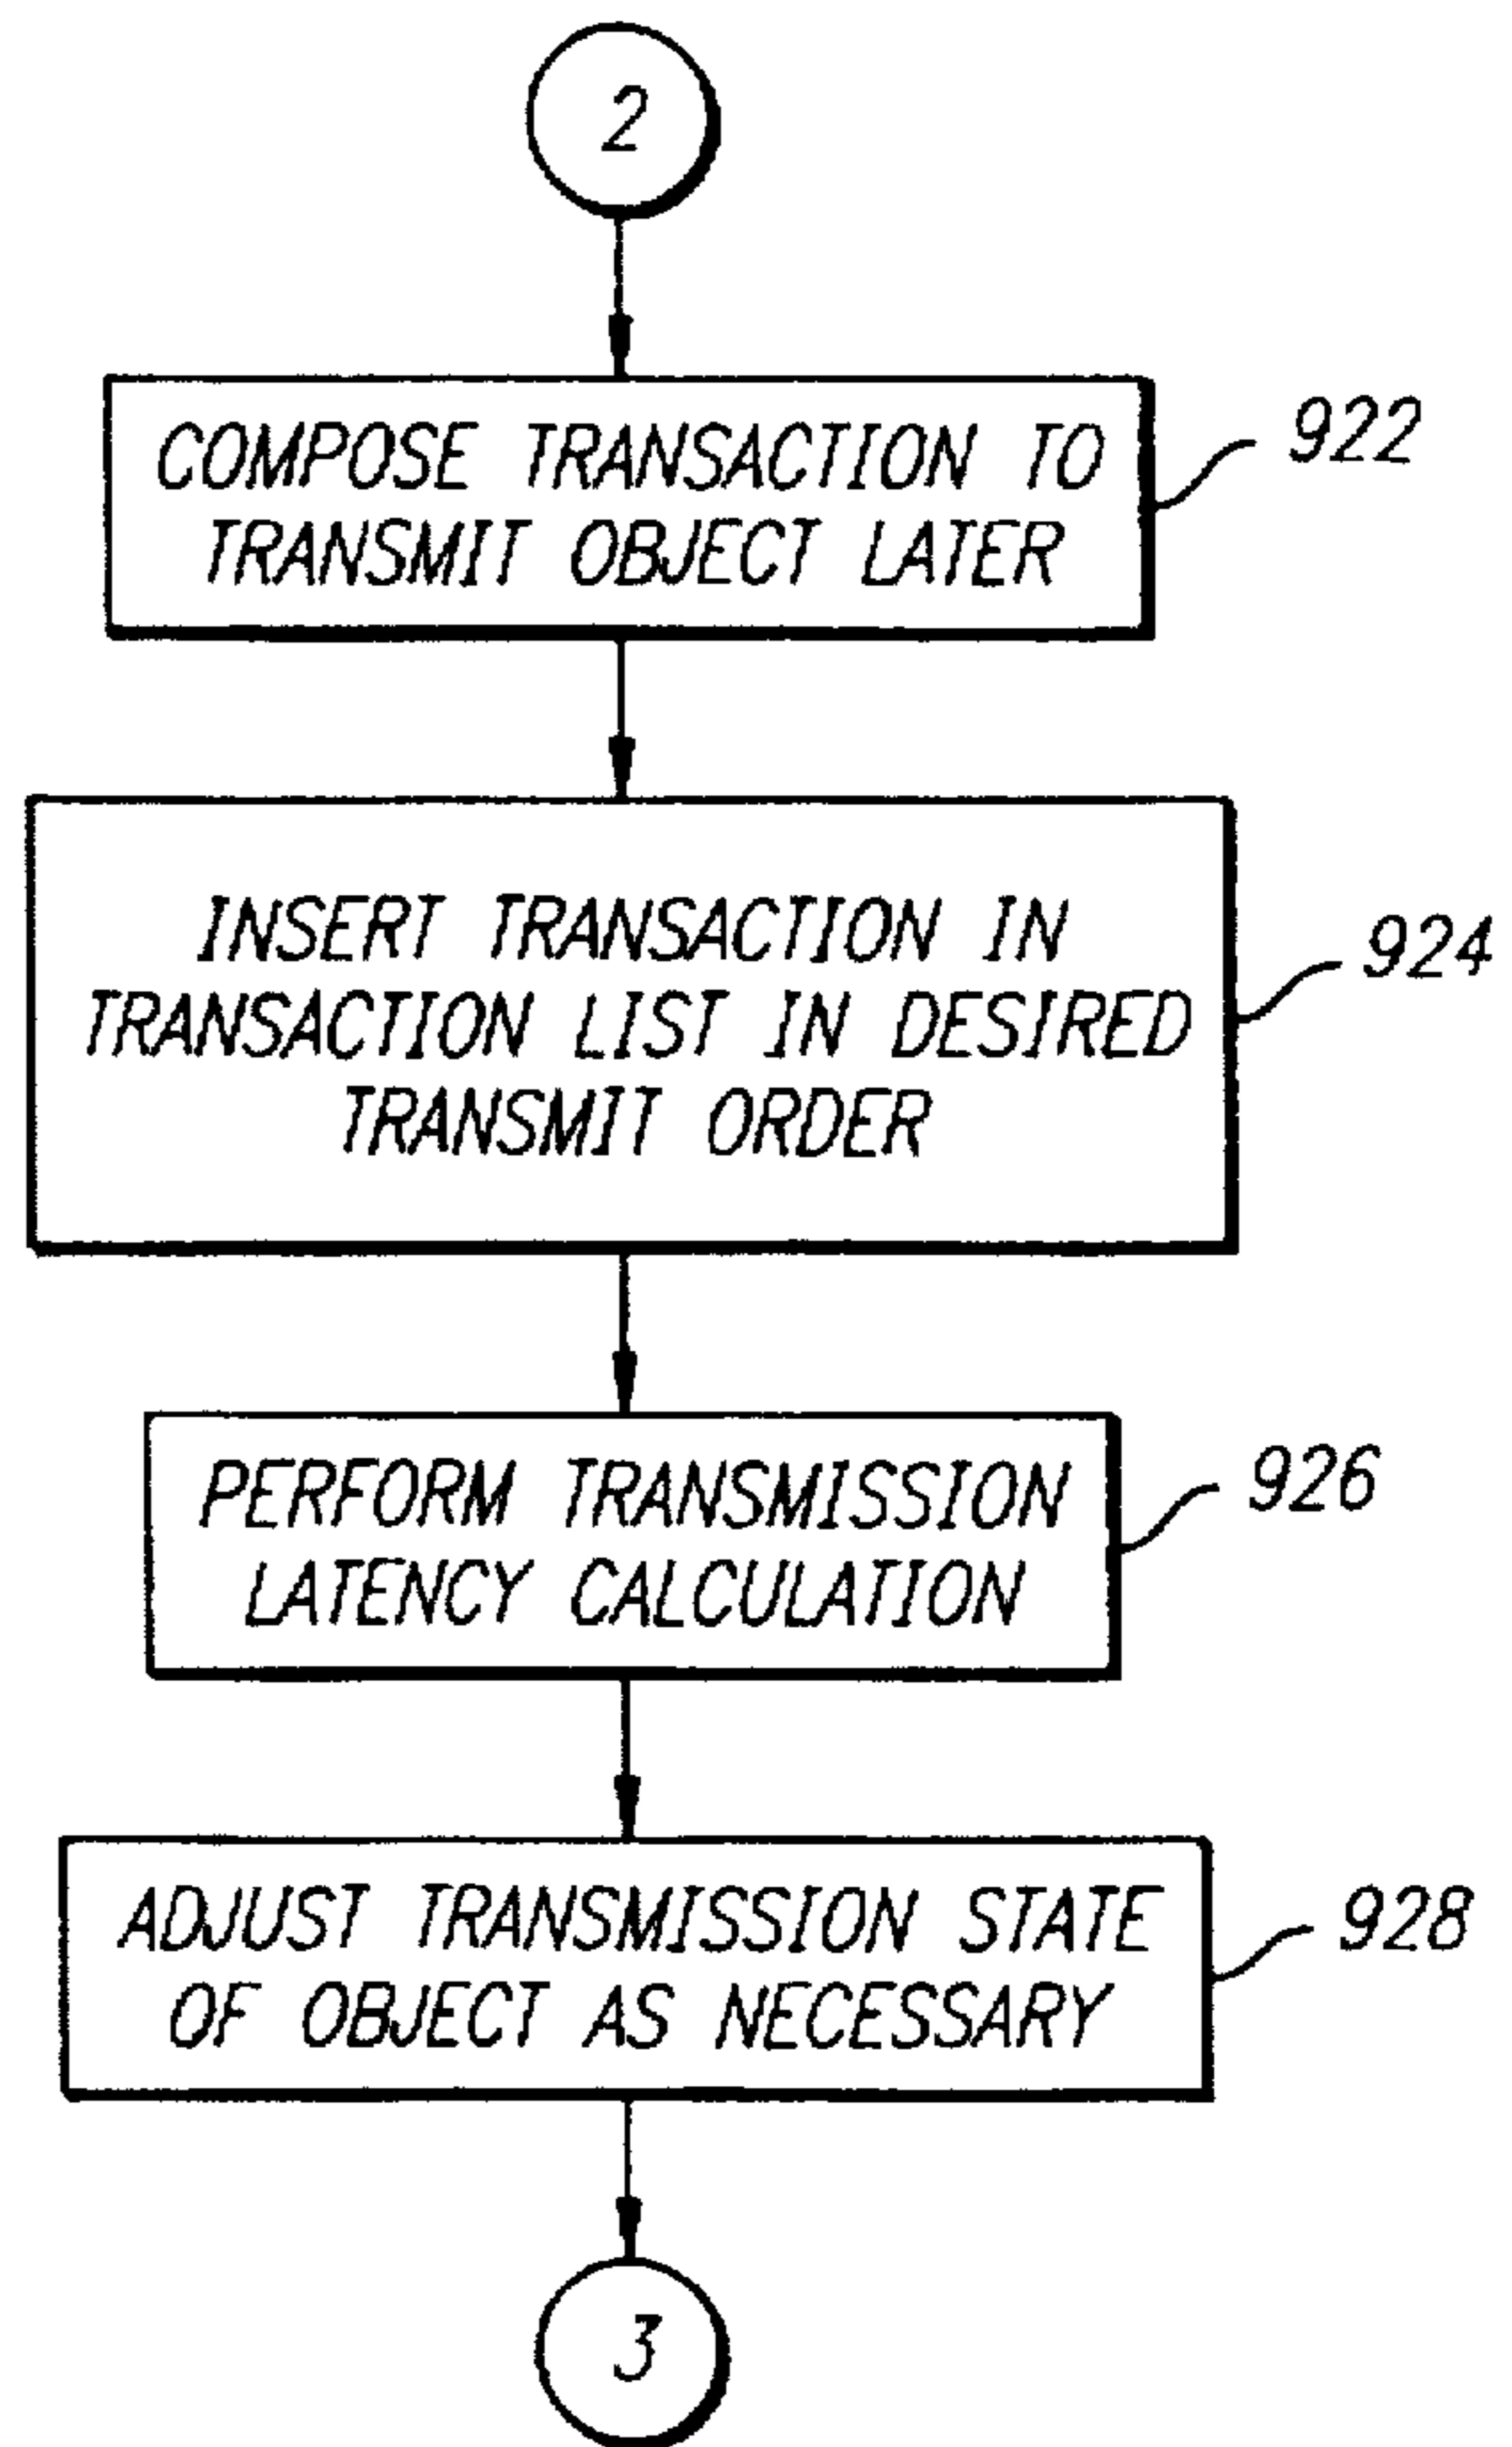 2
COMPOSE TRANSACTION TO
TRANSMIT OBJECT LATER
922
INSERT TRANSACTION IN
TRANSACTION LIST IN DESIRED
TRANSMIT ORDER
924
PERFORM TRANSMISSION
LATENCY CALCULATION
926
ADJUST TRANSMISSION STATE
OF OBJECT AS NECESSARY
928
3